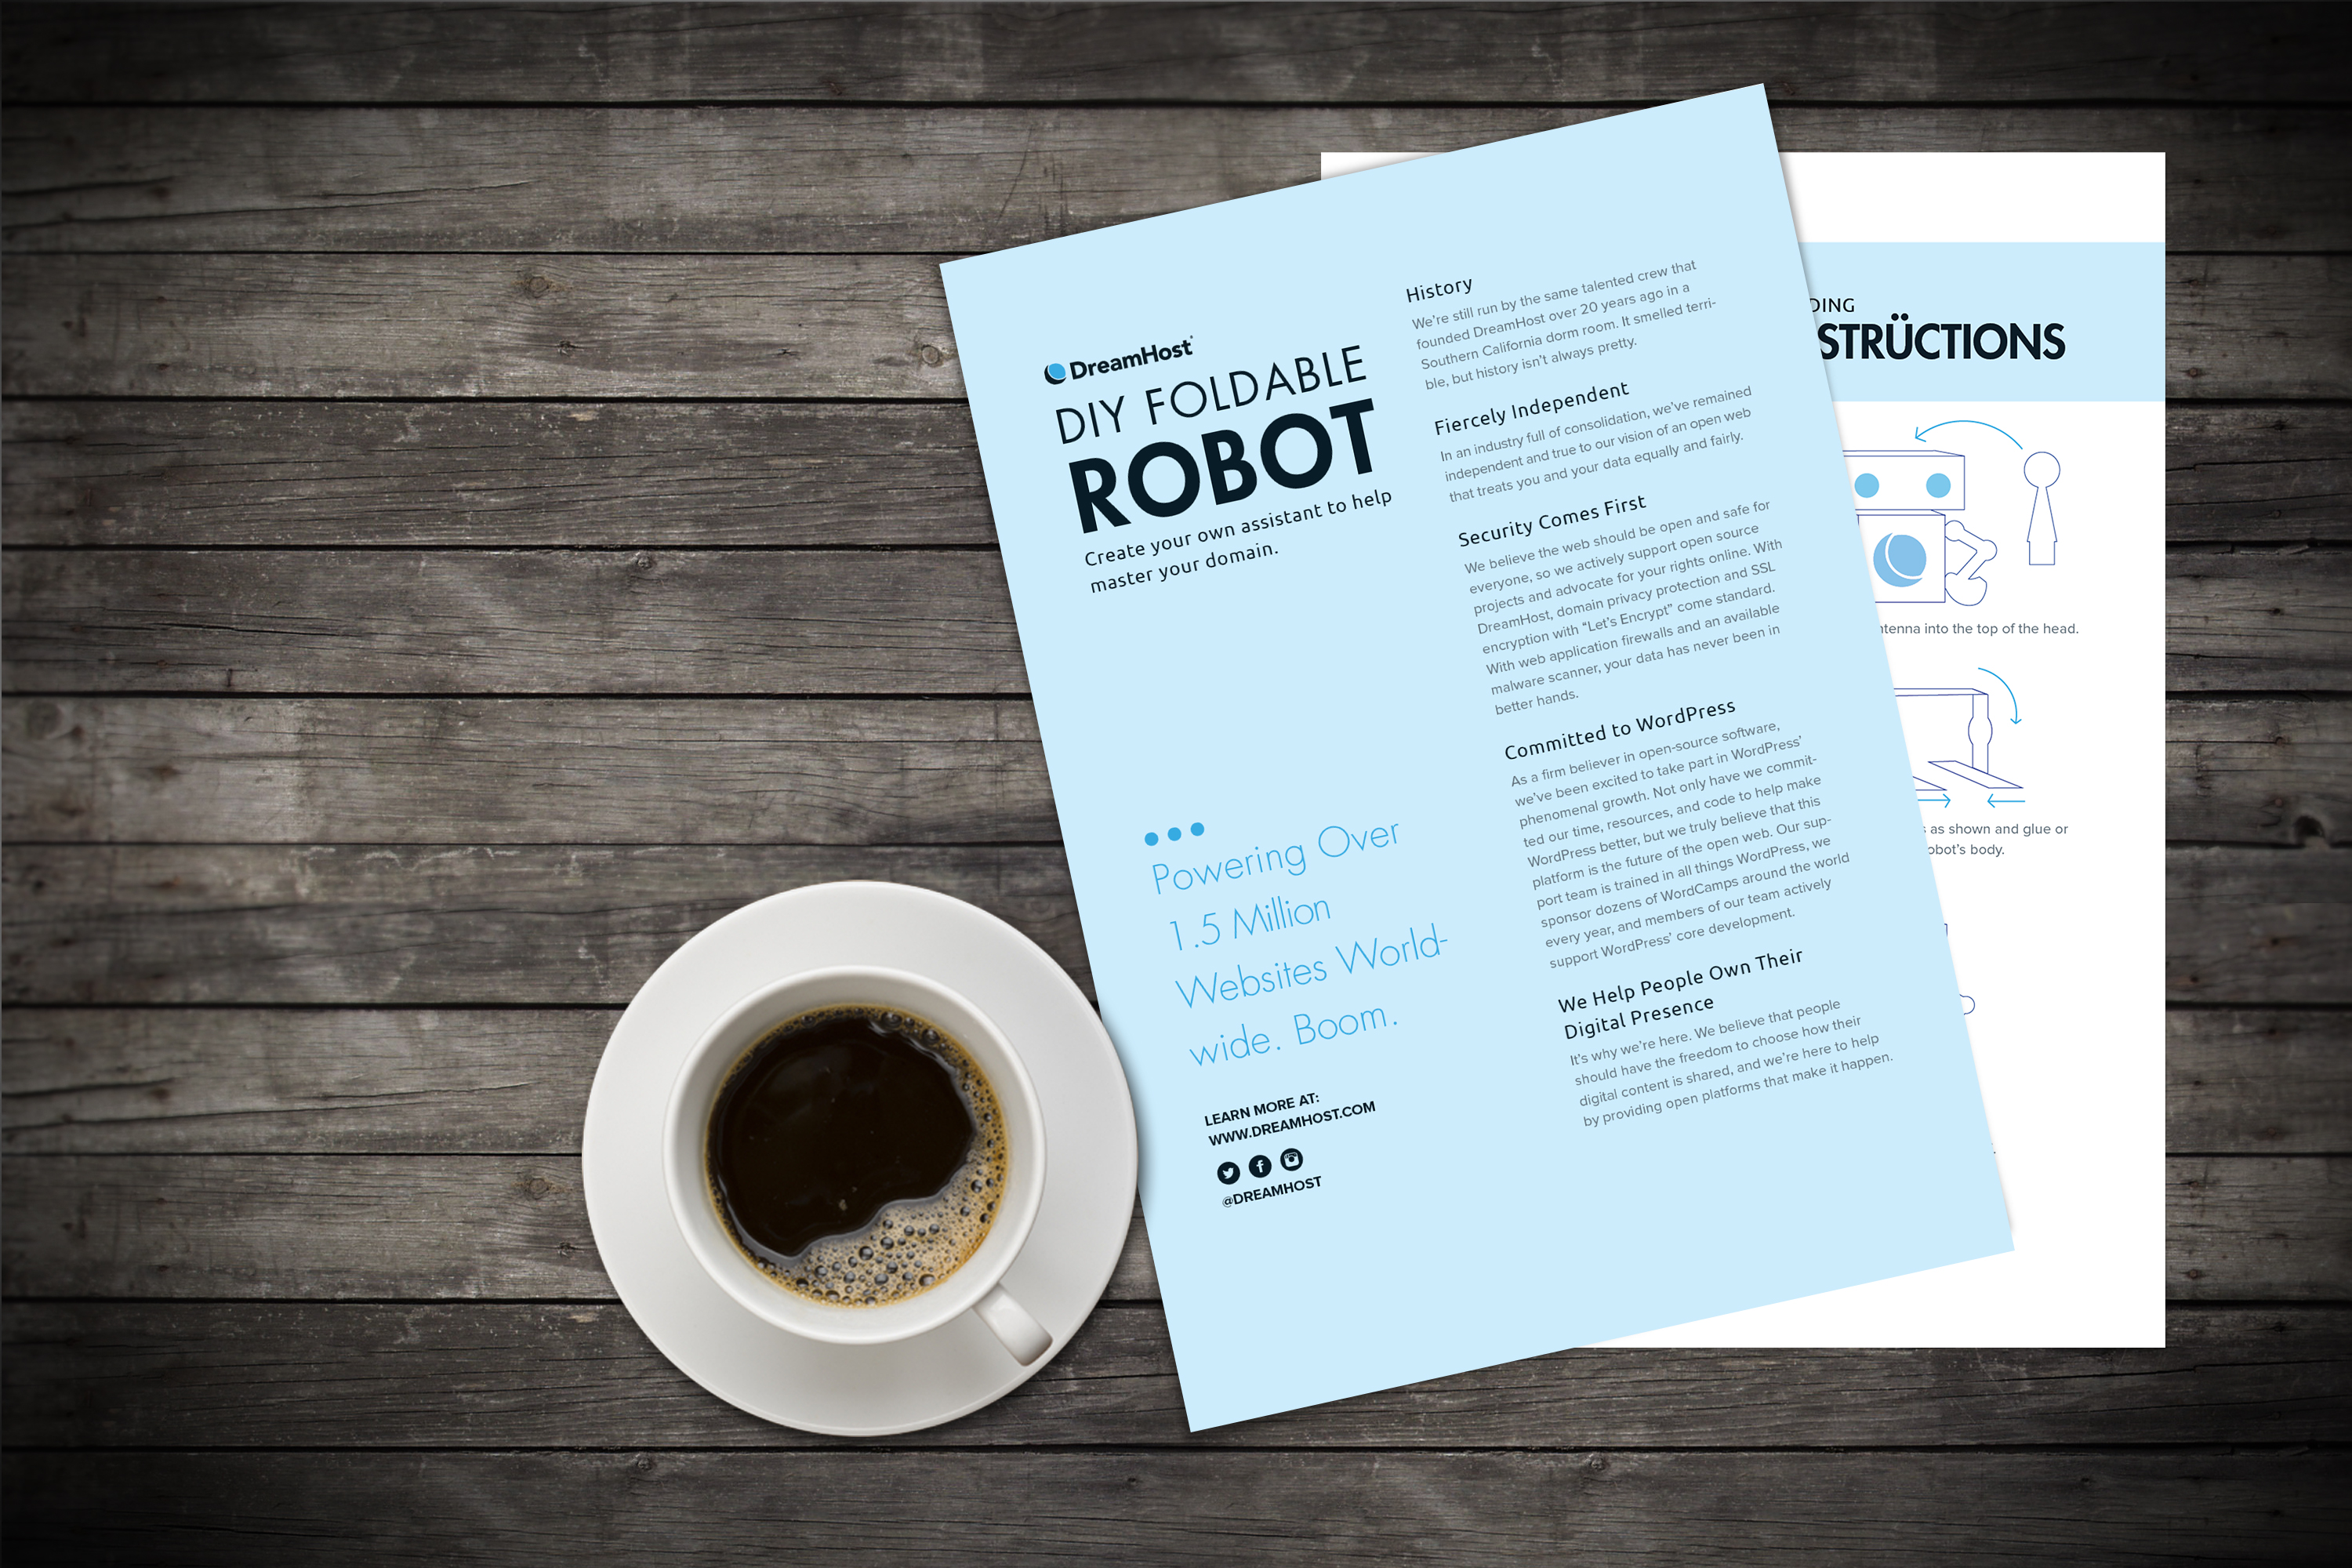 DreamHost
DIY FOLDABLE
ROBOT
Create your own assistant to help
master your domain.
Powering Over
1.5 Million
Websites World-
wide. Boom.
LEARN MORE AT:
WWW.DREAMHOST.COM
@DREAMHOST
History
We're still run by the same talented crew that
founded DreamHost over 20 years ago in a
Southern California dorm room. It smelled terri-
ble, but history isn't always pretty.
Fiercely Independent
In an industry full of consolidation, we've remained
independent and true to our vision of an open web
that treats you and your data equally and fairly.
Security Comes First
We believe the web should be open and safe for
everyone, so we actively support open source
projects and advocate for your rights online. With
DreamHost, domain privacy protection and SSL
encryption with “Let's Encrypt” come standard.
With web application firewalls and an available
malware scanner, your data has never been in
better hands.
Committed to WordPress
As a firm believer in open-source software,
we've been excited to take part in WordPress'
phenomenal growth. Not only have we commit-
ted our time, resources, and code to help make
WordPress better, but we truly believe that this
platform is the future of the open web. Our sup-
port team is trained in all things WordPress, we
sponsor dozens of WordCamps around the world
every year, and members of our team actively
support WordPress' core development.
We Help People Own Their
Digital Presence
It's why we're here. We believe that people
should have the freedom to choose how their
digital content is shared, and we're here to help
by providing open platforms that make it happen.
DING
STRÜCTIONS
ntenna into the top of the head.
s as shown and glue or
obot's body.